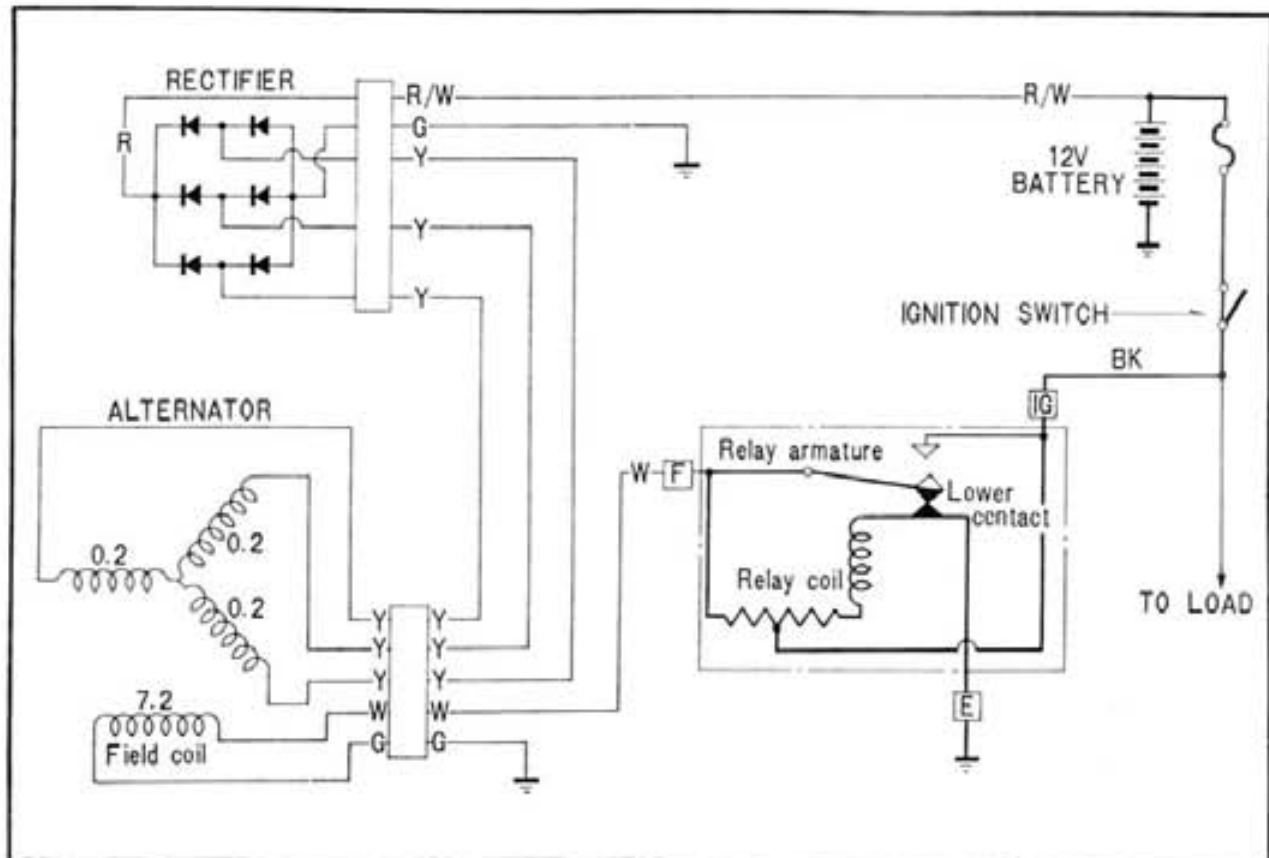 RECTIFIER
R/W
R/W
R
G
Y
12V
BATTERY
Y
Y
IGNITION SWITCH
BK
IG
ALTERNATOR
Relay armature
W
F
Lower
contact
0.2
0.2
0.2
Relay coil
TO LOAD
Y
Y
Y
Y
Y
Y
7.2
W
W
E
Field coil
G
G